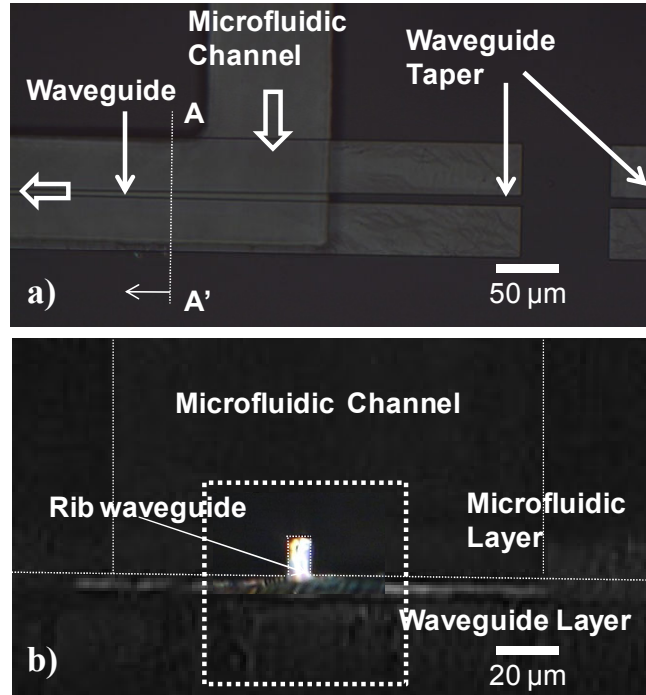 Microfluidic
Channel
Waveguide
Taper
Waveguide
A
A'
a)
50 µm
Microfluidic Channel
Rib waveguide
Microfluidic
Layer
Waveguide Layer
b)
20 µm